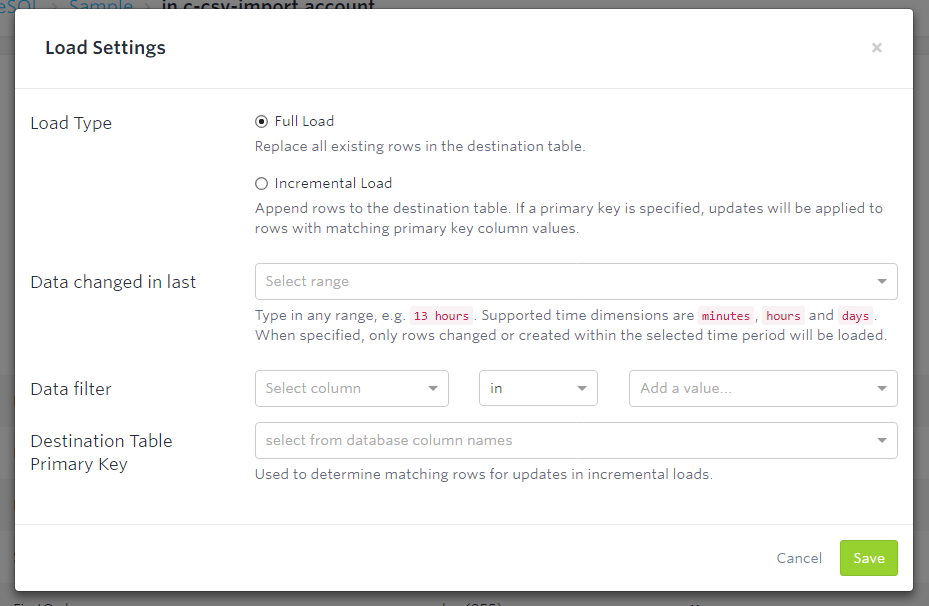 Sample
in.c-csv-import.account
Load Settings
×
Load Type
Full Load
Replace all existing rows in the destination table.
Incremental Load
Append rows to the destination table. If a primary key is specified, updates will be applied to
rows with matching primary key column values.
Data changed in last
Select range
Type in any range, e.g. 13 hours. Supported time dimensions are minutes, hours and days.
When specified, only rows changed or created within the selected time period will be loaded.
Data filter
Select column
in
Add a value...
Destination Table
Primary Key
select from database column names
Used to determine matching rows for updates in incremental loads.
Cancel
Save